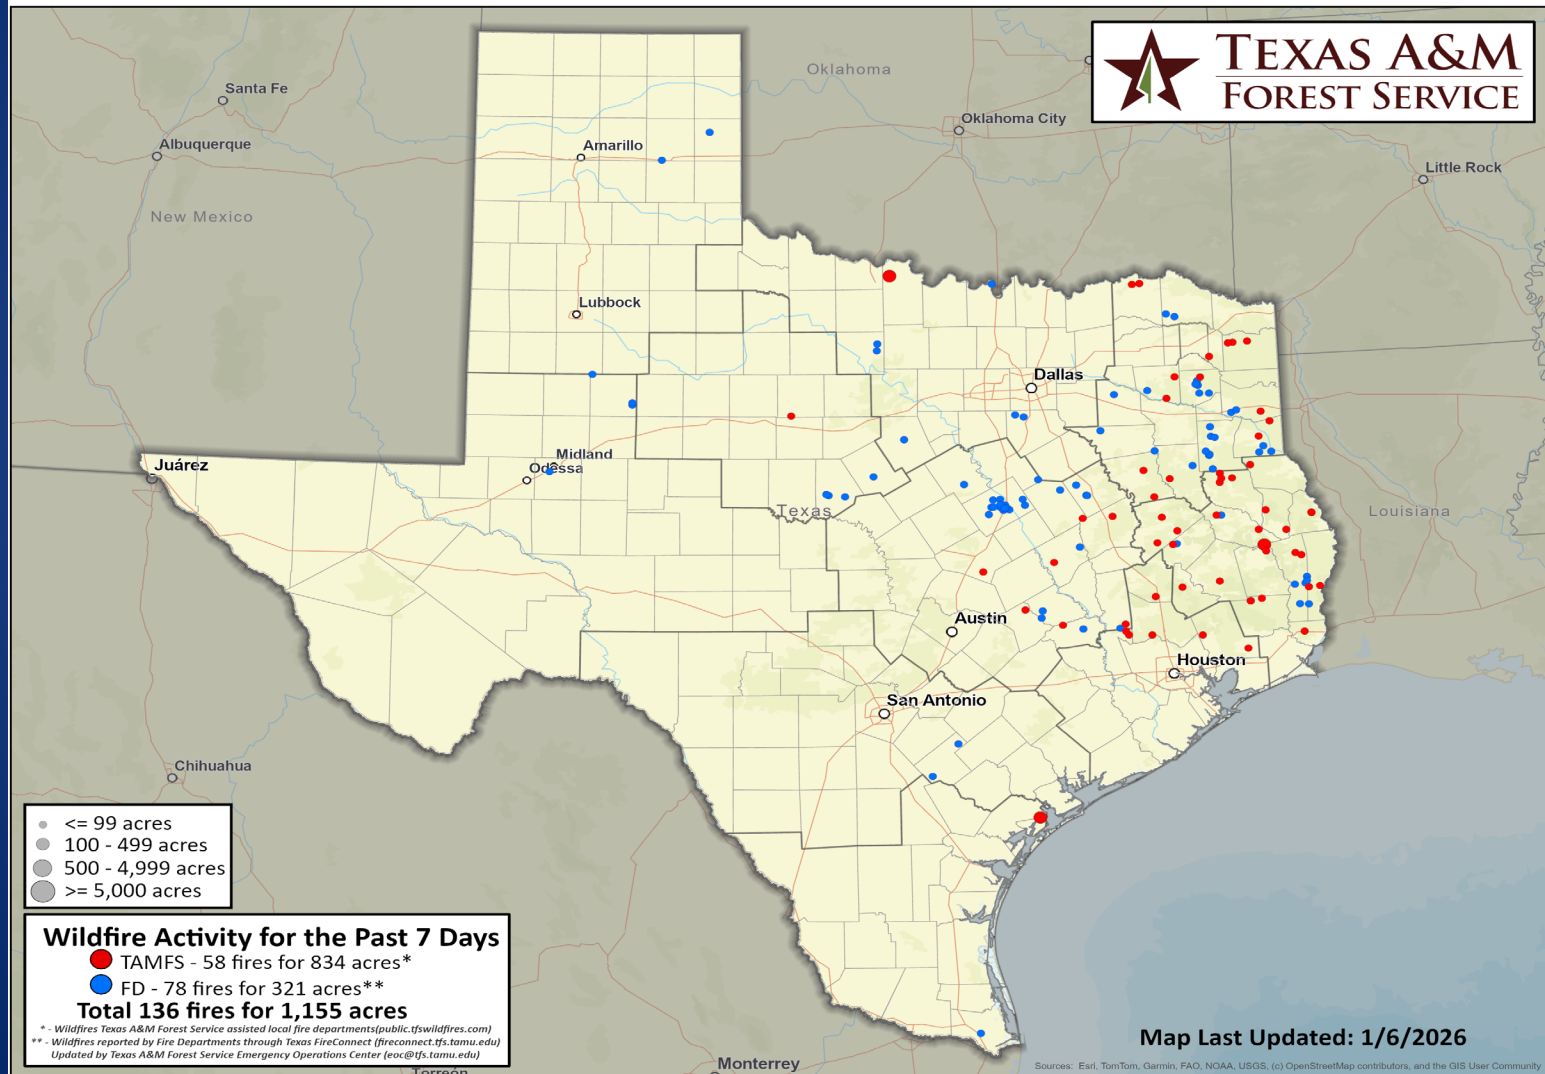 TEXAS A&M
FOREST SERVICE
Oklahoma
Santa Fe
Oklahoma City
Albuquerque
Amarillo
Little Rock
New Mexico
Lubbock
Dallas
Juárez
Midland
Odessa
Texas
Louisiana
Austin
Houston
San Antonio
Chihuahua
<= 99 acres
100 - 499 acres
500 - 4,999 acres
>= 5,000 acres
Wildfire Activity for the Past 7 Days
TAMFS - 58 fires for 834 acres*
FD - 78 fires for 321 acres**
Total 136 fires for 1,155 acres
* - Wildfires Texas A&M Forest Service assisted local fire departments(public.tfswildfires.com)
** - Wildfires reported by Fire Departments through Texas FireConnect (fireconnect.tfs.tamu.edu)
Updated by Texas A&M Forest Service Emergency Operations Center (eoc@tfs.tamu.edu)
Map Last Updated: 1/6/2026
Monterrey
Sources: Esri, TomTom, Garmin, FAO, NOAA, USGS, (c) OpenStreetMap contributors, and the GIS User Community
Torreón